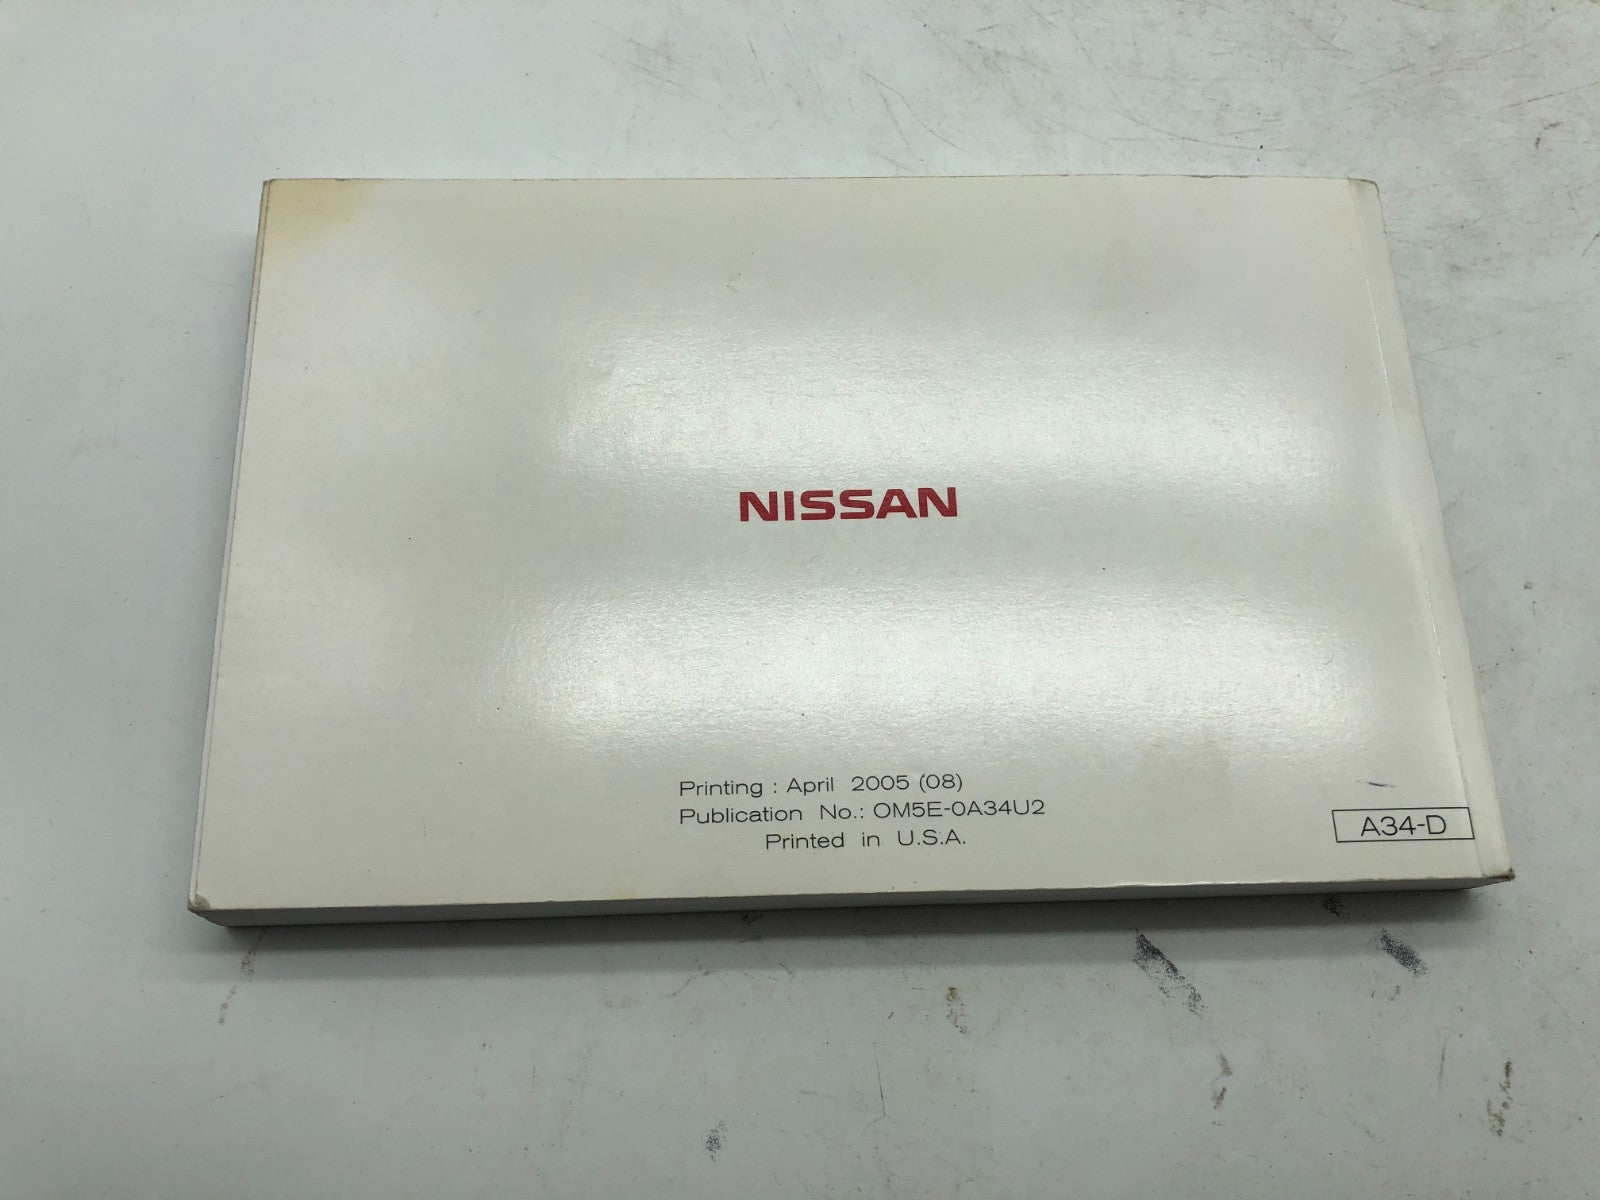 NISSAN
Printing : April 2005 (08)
Publication No.: OM5E-0A34U2
Printed in U.S.A.
A34-D